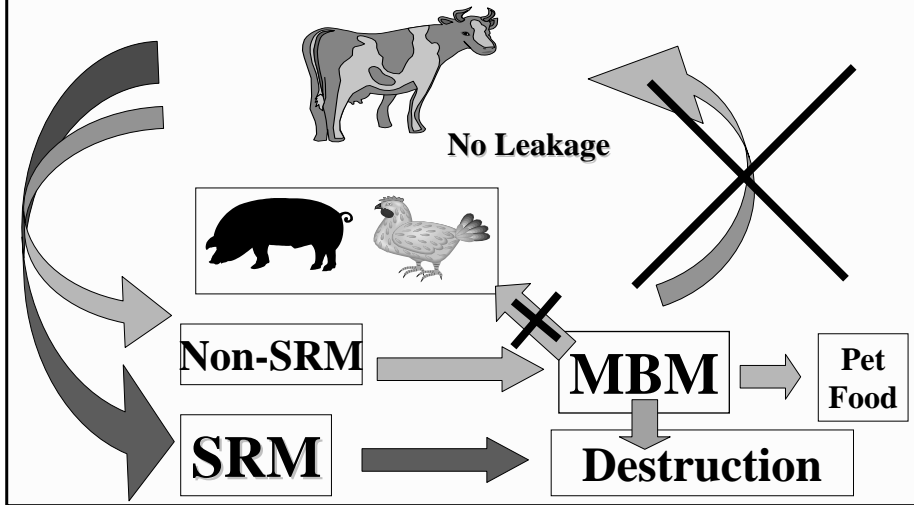 No Leakage
Non-SRM
MBM
Pet
Food
SRM
Destruction